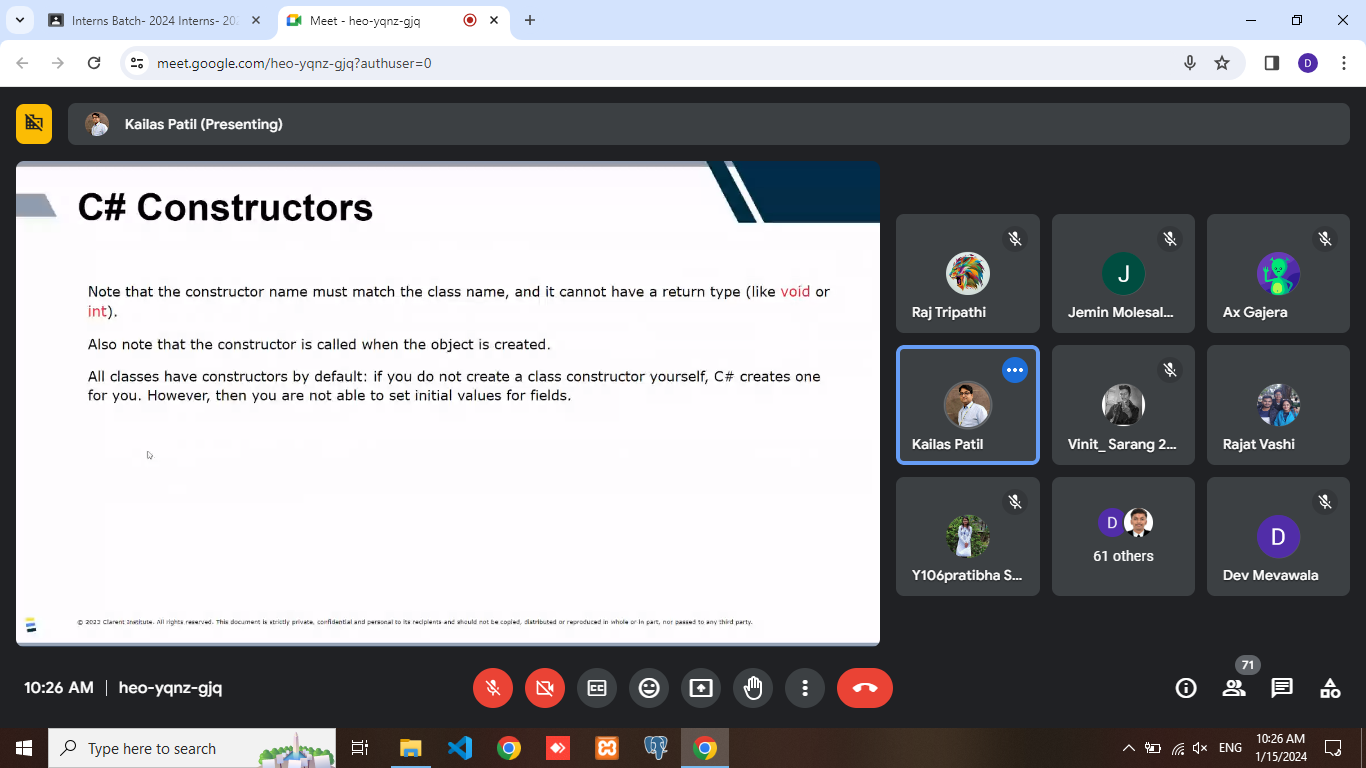 Interns Batch- 2024 Interns- 202
Meet - heo-yqnz-gjq
meet.google.com/heo-yqnz-gjq?authuser=0
D
Kailas Patil (Presenting)
C# Constructors
Note that the constructor name must match the class name, and it cannot have a return type (like void or
int).
Also note that the constructor is called when the object is created.
All classes have constructors by default: if you do not create a class constructor yourself, C# creates one
for you. However, then you are not able to set initial values for fields.
© 2023 Clarent Institute. All rights reserved. This document is strictly private, confidential and personal to its recipients and should not be copied, distributed or reproduced in whole or in part, nor passed to any third party.
Raj Tripathi
J
Jemin Molesal...
Ax Gajera
Kailas Patil
Vinit_ Sarang 2...
Rajat Vashi
Y106pratibha S...
D
61 others
D
Dev Mevawala
10:26 AM
heo-yqnz-gjq
71
Type here to search
ENG
10:26 AM
1/15/2024